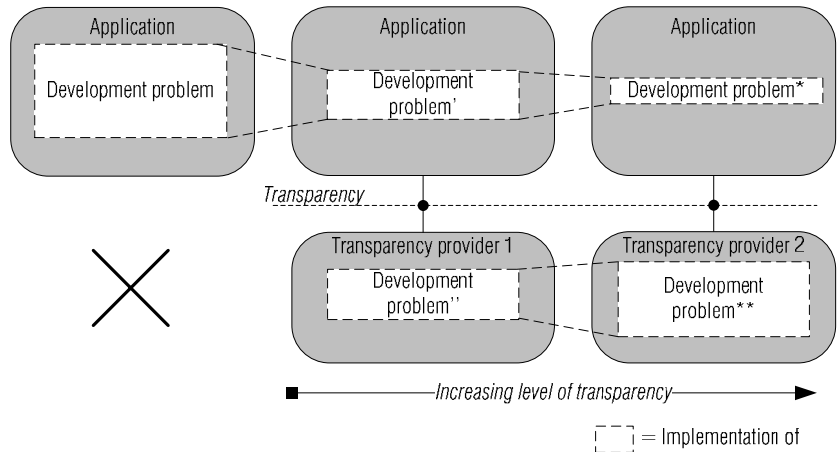 Application
Application
Application
Development problem
Development
problem'
Development problem*
Transparency
Transparency provider 1
Transparency provider 2
Development
problem''
Development
problem**
Increasing level of transparency
= Implementation of